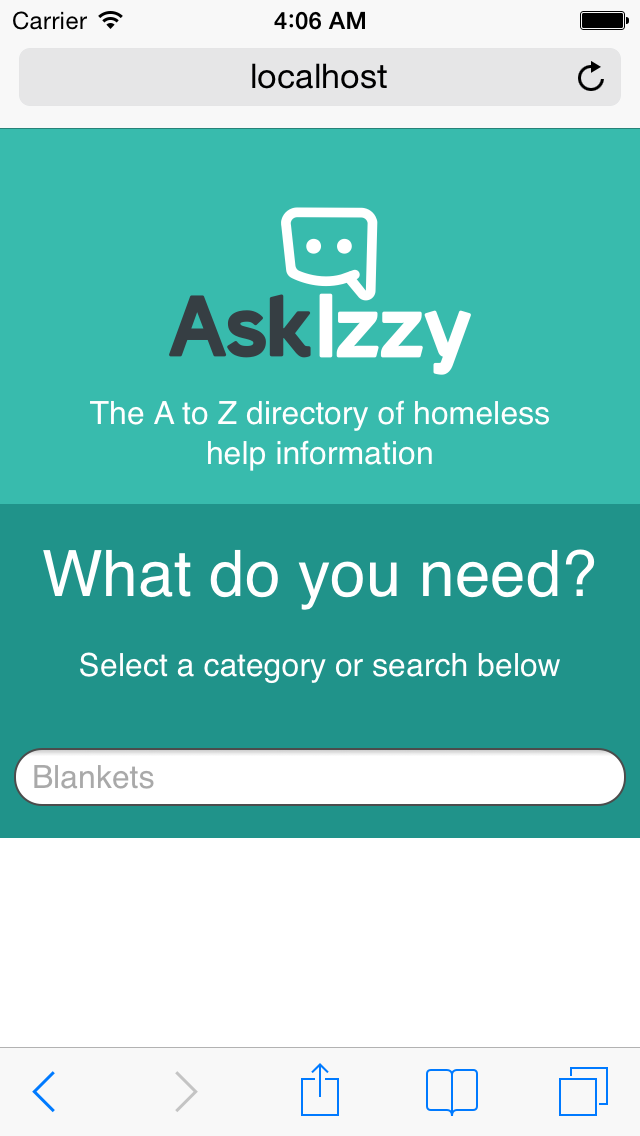 Carrier 4:06 AM
localhost
AskIzzy
The A to Z directory of homeless
help information
What do you need?
Select a category or search below
Blankets